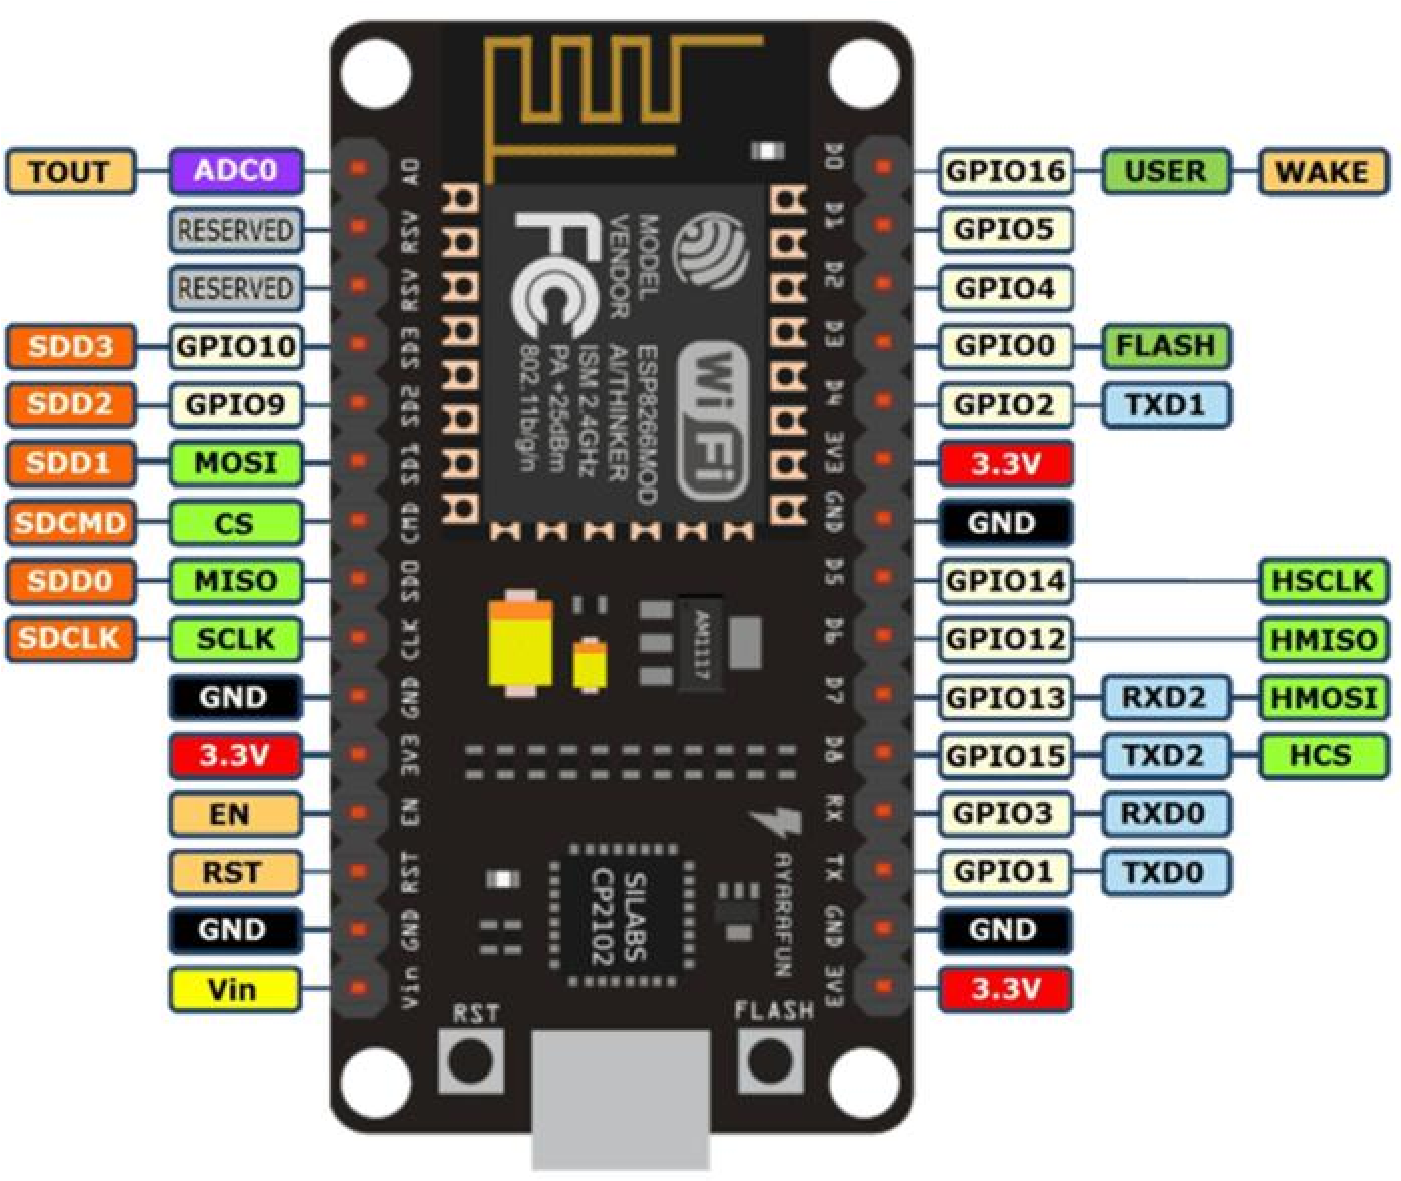 TOUT ADC0 A0
RESERVED RSV
RESERVED RSV
SDD3 GPIO10 SD3
SDD2 GPIO9 SD2
SDD1 MOSI SD1
SDCMD CS CMD
SDD0 MISO SD0
SDCLK SCLK CLK
GND GND
3.3V 3V3
EN EN
RST RST
GND GND
Vin Vin
MODEL
VENDOR
ESP8266MOD
AI/THINKER
ISM 2.4GHz
PA +25dBm
802.11b/g/n
FC
Wi Fi
AM1117
SILABS
CP2102
AYARAFUN
RST
FLASH
D0 GPIO16 USER WAKE
D1 GPIO5
D2 GPIO4
D3 GPIO0 FLASH
D4 GPIO2 TXD1
3V3 3.3V
GND GND
D5 GPIO14 HSCLK
D6 GPIO12 HMISO
D7 GPIO13 RXD2 HMOSI
D8 GPIO15 TXD2 HCS
RX GPIO3 RXD0
TX GPIO1 TXD0
GND GND
3V3 3.3V